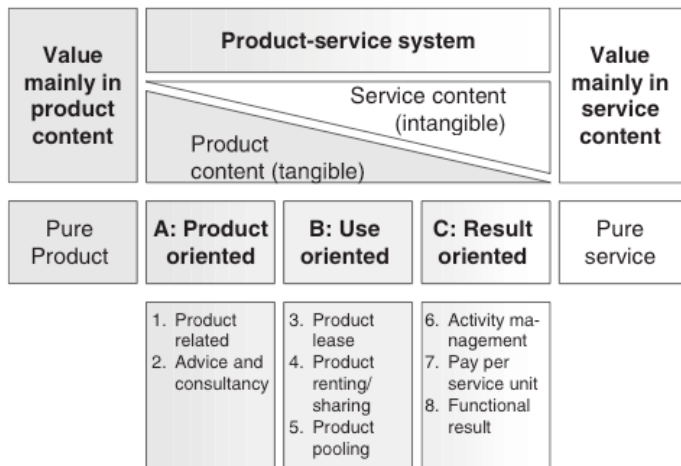 Value
mainly in
product
content
Product-service system
Service content
(intangible)
Product
content (tangible)
Value
mainly in
service
content
Pure
Product
A: Product
oriented
B: Use
oriented
C: Result
oriented
Pure
service
1. Product
related
2. Advice and
consultancy
3. Product
lease
4. Product
renting/
sharing
5. Product
pooling
6. Activity ma-
nagement
7. Pay per
service unit
8. Functional
result